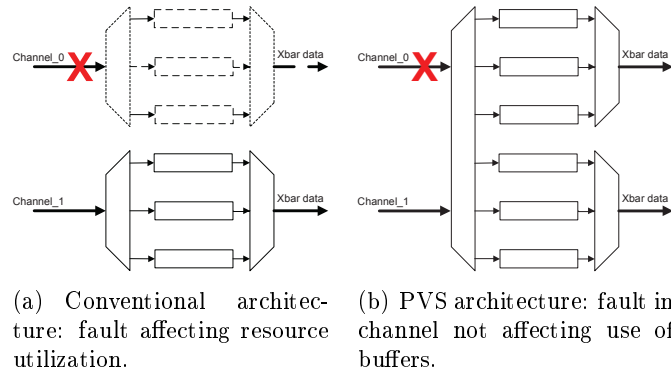 Channel_0
Xbar data
Channel_1
Xbar data
(a) Conventional architec-
ture: fault affecting resource
utilization.
Channel_0
Xbar data
Channel_1
Xbar data
(b) PVS architecture: fault in
channel not affecting use of
buffers.